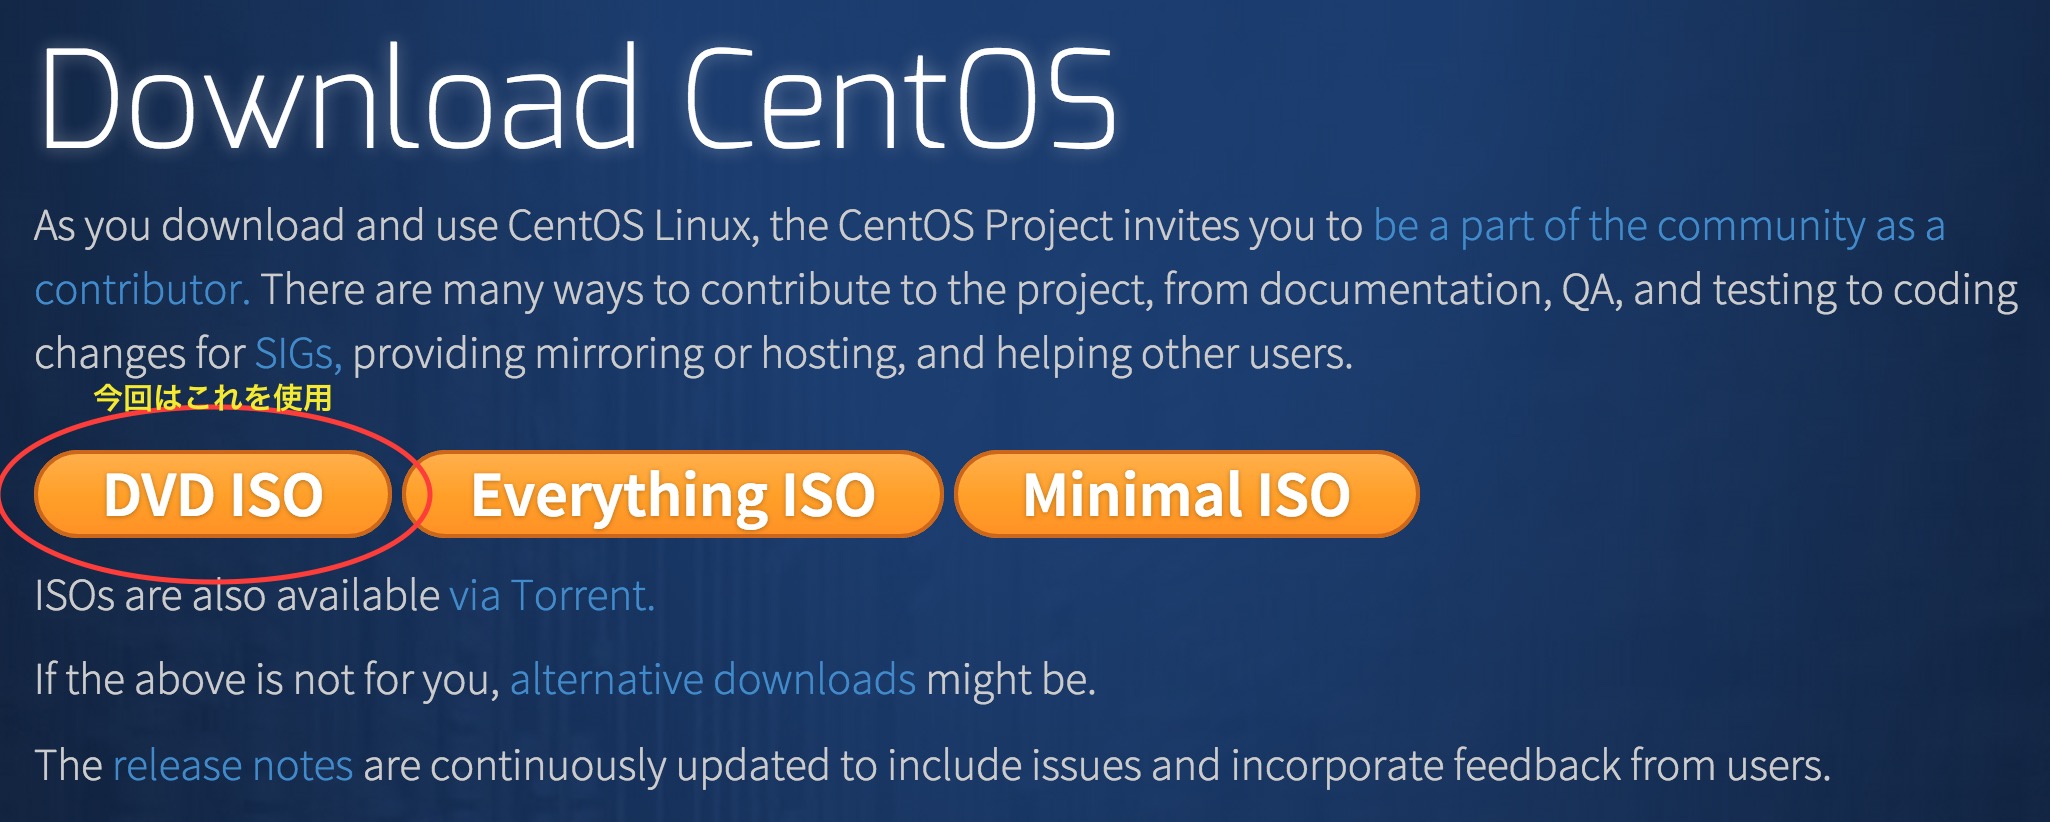 Download CentOS
As you download and use CentOS Linux, the CentOS Project invites you to be a part of the community as a
contributor. There are many ways to contribute to the project, from documentation, QA, and testing to coding
changes for SIGs, providing mirroring or hosting, and helping other users.
今回はこれを使用
DVD ISO Everything ISO Minimal ISO
ISOs are also available via Torrent.
If the above is not for you, alternative downloads might be.
The release notes are continuously updated to include issues and incorporate feedback from users.